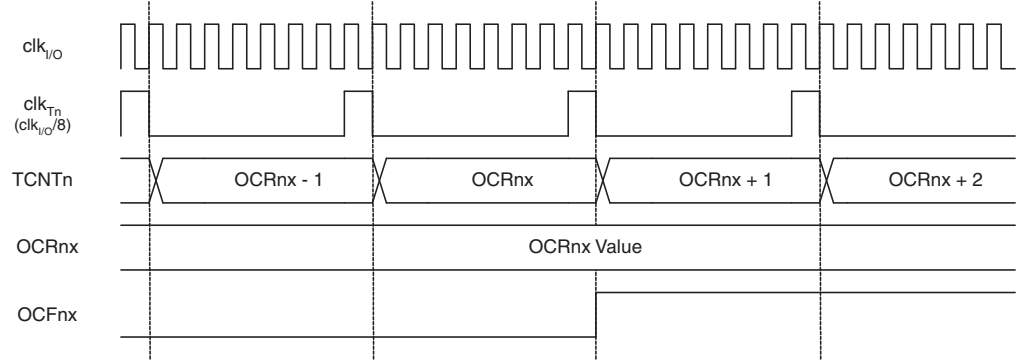 clkI/O
clkTn
(clkI/O/8)
TCNTn OCRnx - 1 OCRnx OCRnx + 1 OCRnx + 2
OCRnx OCRnx Value
OCFnx